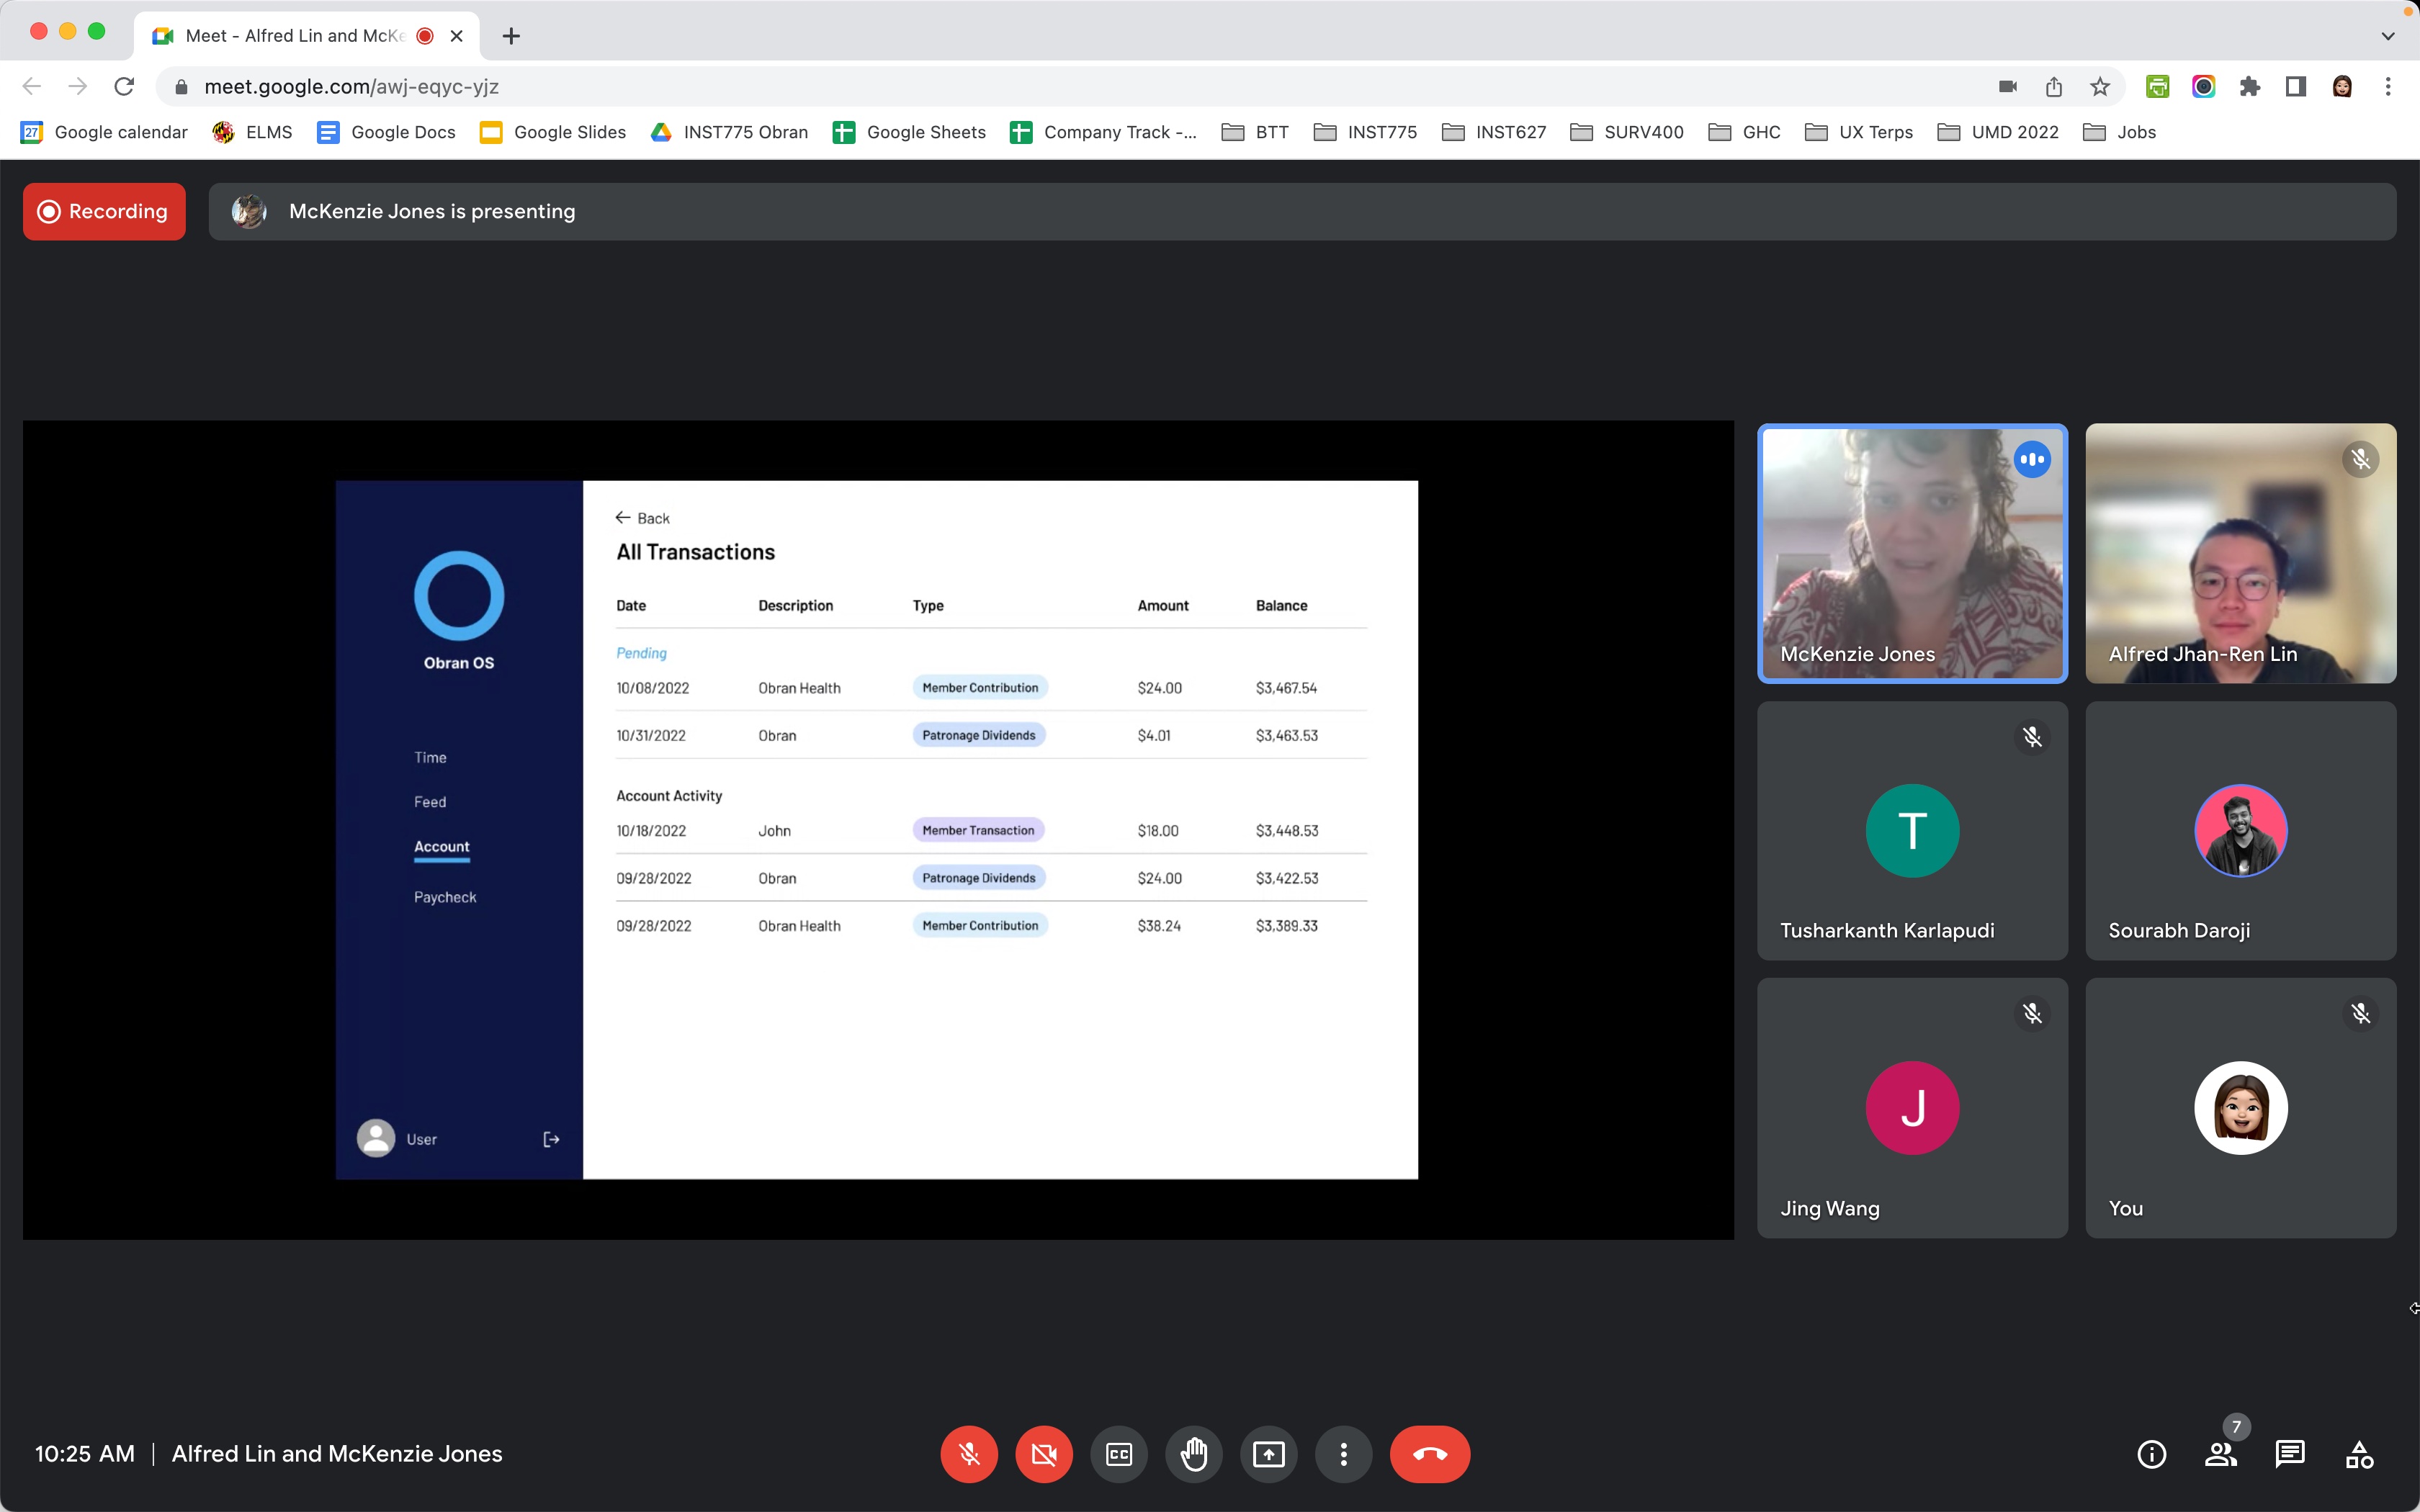 Meet - Alfred Lin and McKe
meet.google.com/awj-eqyc-yjz
27 Google calendar ELMS Google Docs Google Slides INST775 Obran Google Sheets Company Track -... BTT INST775 INST627 SURV400 GHC UX Terps UMD 2022 Jobs
Recording McKenzie Jones is presenting
Obran OS
Time
Feed
Account
Paycheck
User
Back
All Transactions
Date Description Type Amount Balance
Pending
10/08/2022 Obran Health Member Contribution $24.00 $3,467.54
10/31/2022 Obran Patronage Dividends $4.01 $3,463.53
Account Activity
10/18/2022 John Member Transaction $18.00 $3,448.53
09/28/2022 Obran Patronage Dividends $24.00 $3,422.53
09/28/2022 Obran Health Member Contribution $38.24 $3,389.33
McKenzie Jones
Alfred Jhan-Ren Lin
T
Tusharkanth Karlapudi
Sourabh Daroji
J
Jing Wang
You
10:25 AM | Alfred Lin and McKenzie Jones
CC
7